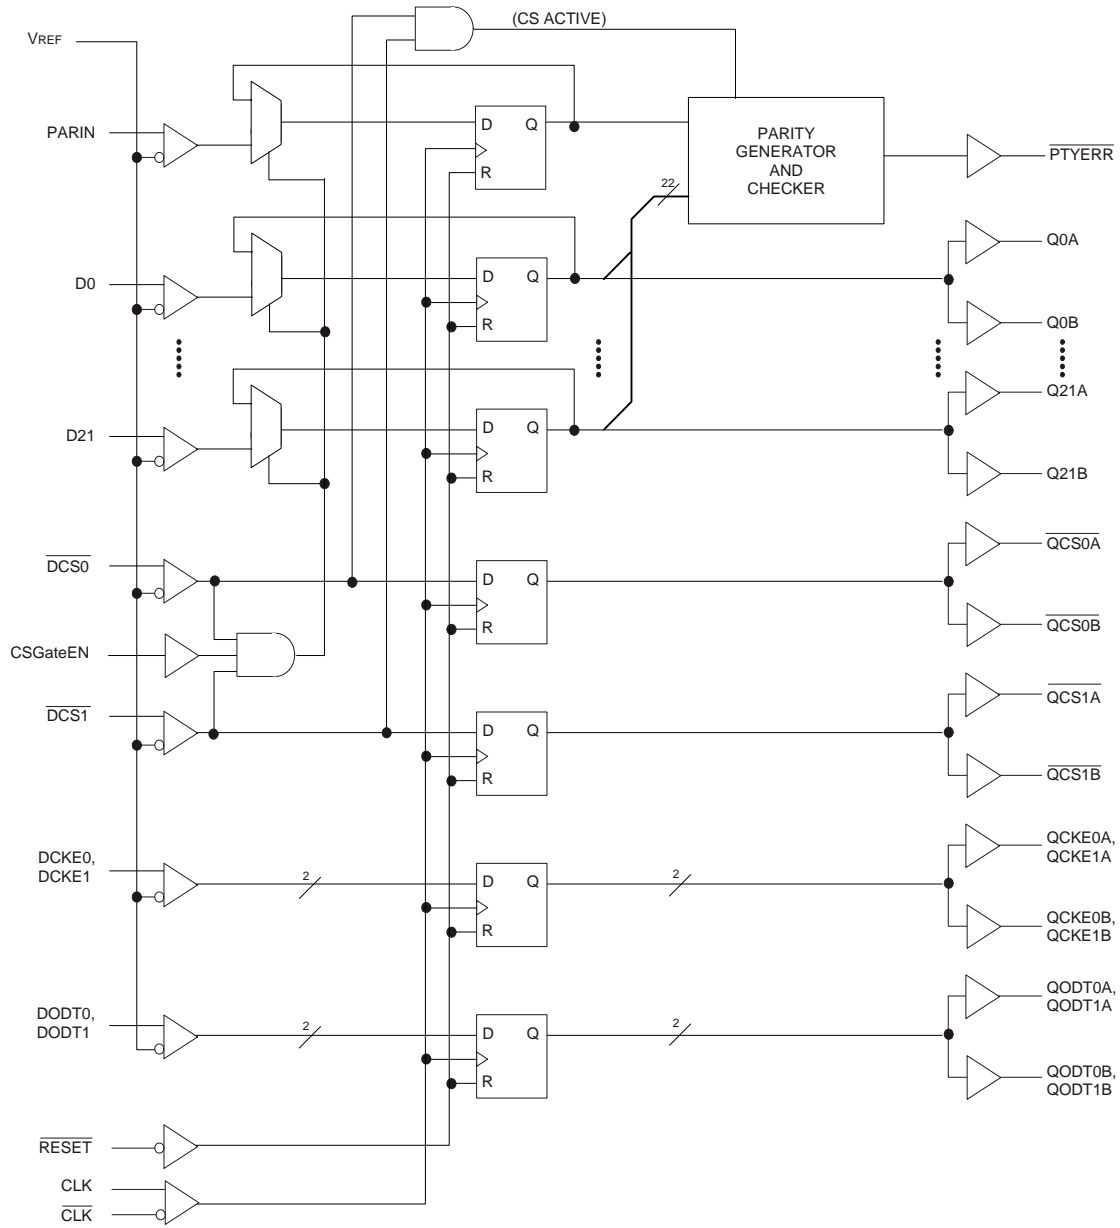 (CS ACTIVE)
VREF
PARIN
D Q
R
PARITY
GENERATOR
AND
CHECKER
PTYERR
22
D0
D Q
R
Q0A
Q0B
D21
D Q
R
Q21A
Q21B
DCS0
D Q
R
QCS0A
QCS0B
CSGateEN
DCS1
D Q
R
QCS1A
QCS1B
DCKE0,
DCKE1
2
D Q
R
2
QCKE0A,
QCKE1A
QCKE0B,
QCKE1B
DODT0,
DODT1
2
D Q
R
2
QODT0A,
QODT1A
QODT0B,
QODT1B
RESET
CLK
CLK